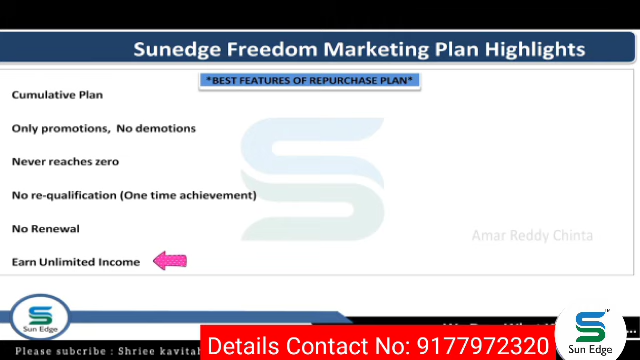 Sunedge Freedom Marketing Plan Highlights
*BEST FEATURES OF REPURCHASE PLAN*
Cumulative Plan
Only promotions, No demotions
Never reaches zero
No re-qualification (One time achievement)
No Renewal
Amar Reddy Chinta
Earn Unlimited Income
Sun Edge
Please subcribe : Shriee kavitah
Details Contact No: 9177972320
Sun Edge